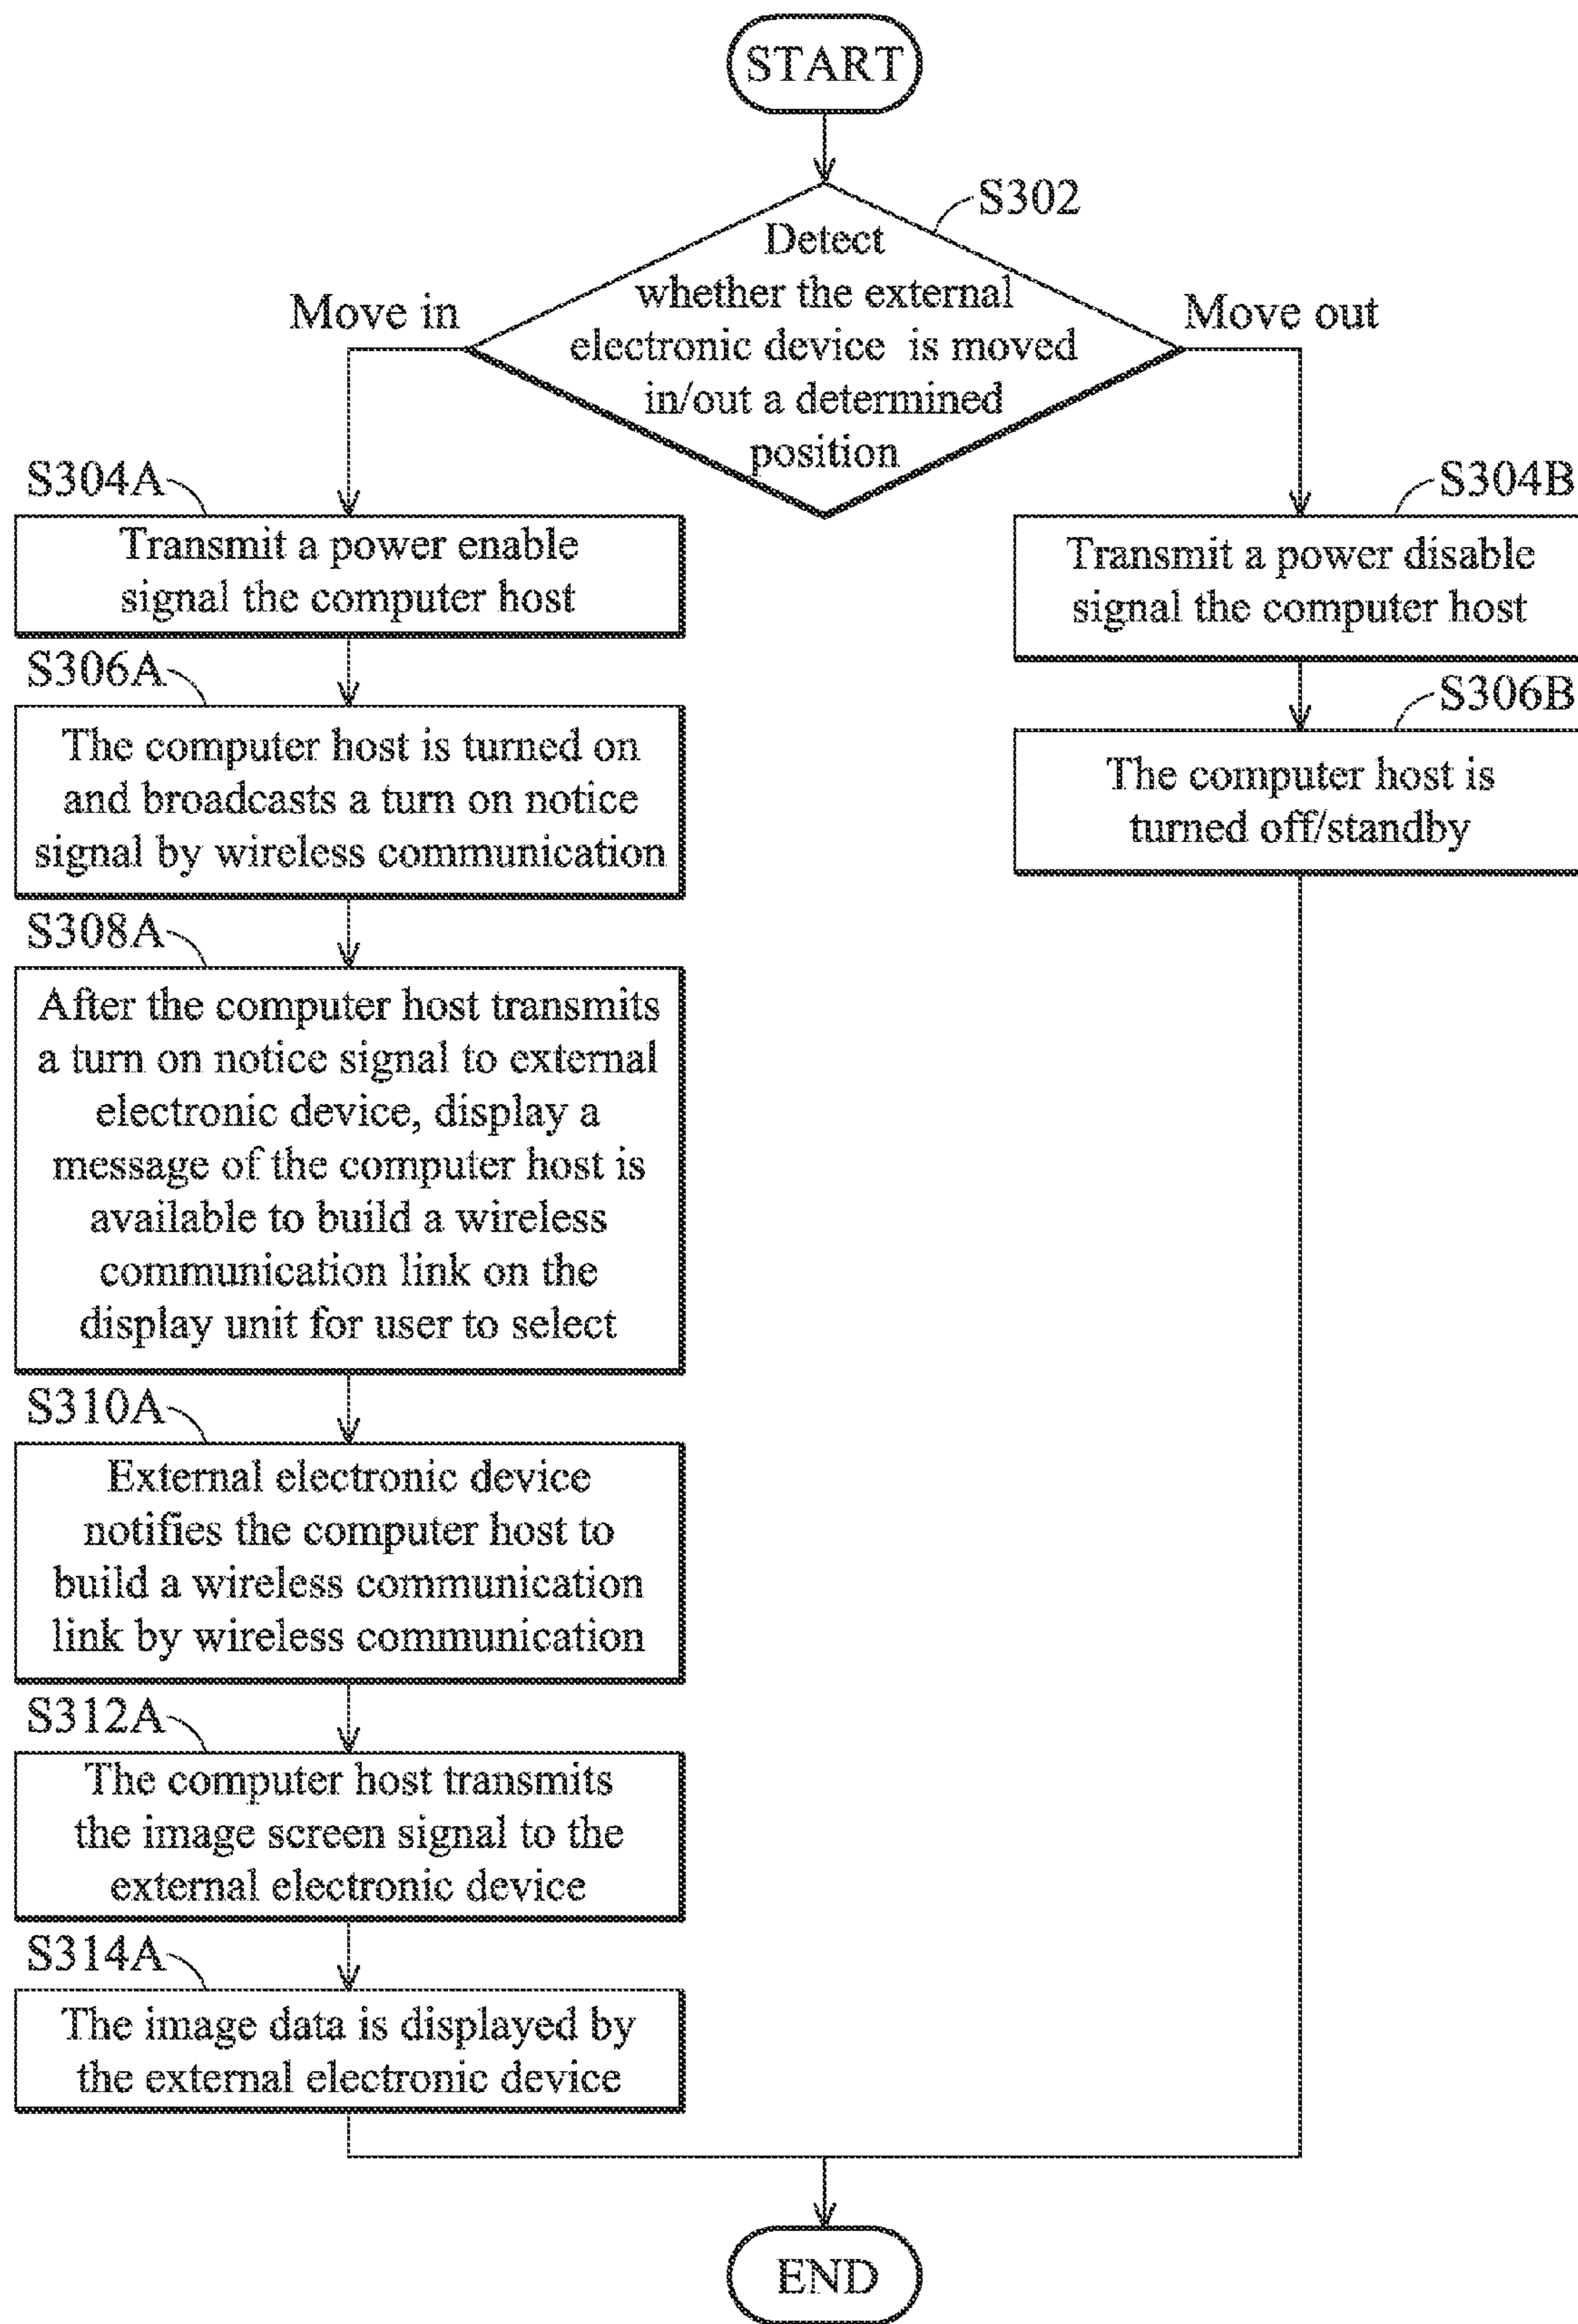 START
S302
Detect
whether the external
electronic device is moved
in/out a determined
position
Move in
Move out
S304A
Transmit a power enable
signal the computer host
S306A
The computer host is turned on
and broadcasts a turn on notice
signal by wireless communication
S308A
After the computer host transmits
a turn on notice signal to external
electronic device, display a
message of the computer host is
available to build a wireless
communication link on the
display unit for user to select
S310A
External electronic device
notifies the computer host to
build a wireless communication
link by wireless communication
S312A
The computer host transmits
the image screen signal to the
external electronic device
S314A
The image data is displayed by
the external electronic device
S304B
Transmit a power disable
signal the computer host
S306B
The computer host is
turned off/standby
END